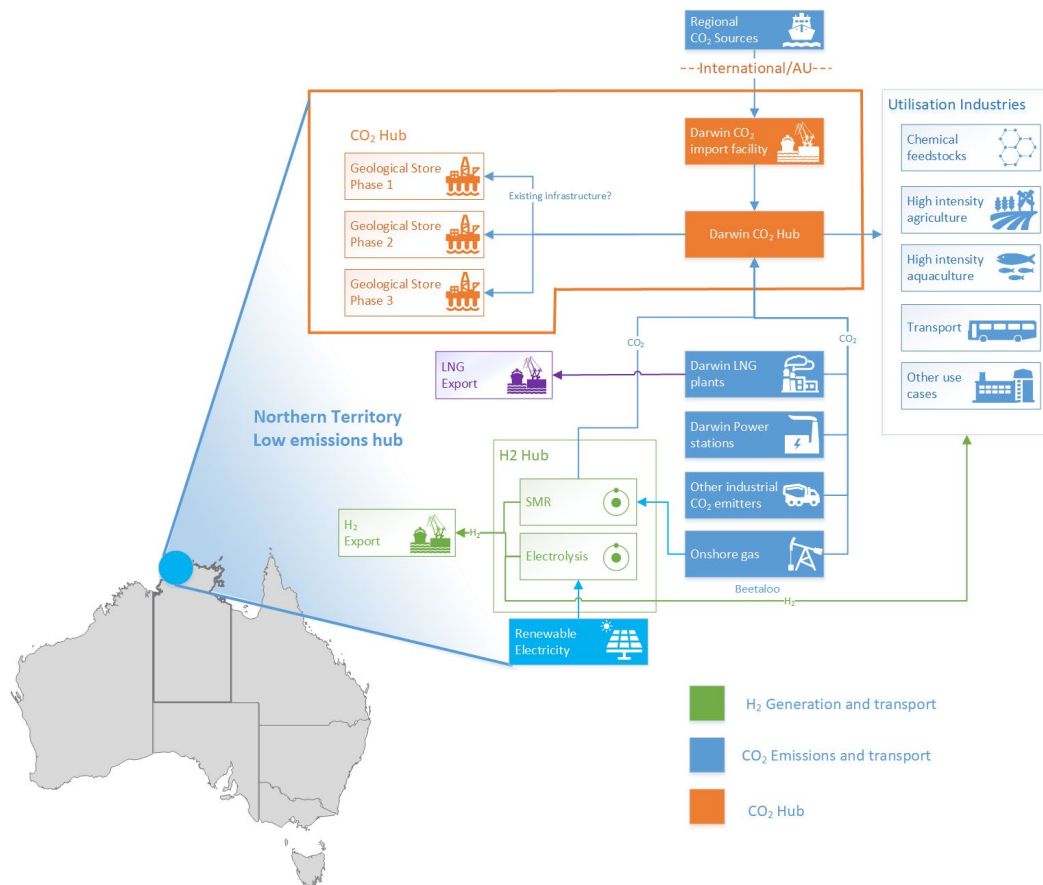 Regional
CO₂ Sources
International/AU
CO₂ Hub
Darwin CO₂
import facility
Geological Store
Phase 1
Existing infrastructure?
Geological Store
Phase 2
Darwin CO₂ Hub
Geological Store
Phase 3
Utilisation Industries
Chemical
feedstocks
High intensity
agriculture
High intensity
aquaculture
Transport
Other use
cases
CO₂
CO₂
LNG
Export
Darwin LNG
plants
Northern Territory
Low emissions hub
Darwin Power
stations
H2 Hub
SMR
Other industrial
CO₂ emitters
H₂
Export
H₂
Electrolysis
Onshore gas
Beetaloo
H₂
Renewable
Electricity
H₂ Generation and transport
CO₂ Emissions and transport
CO₂ Hub